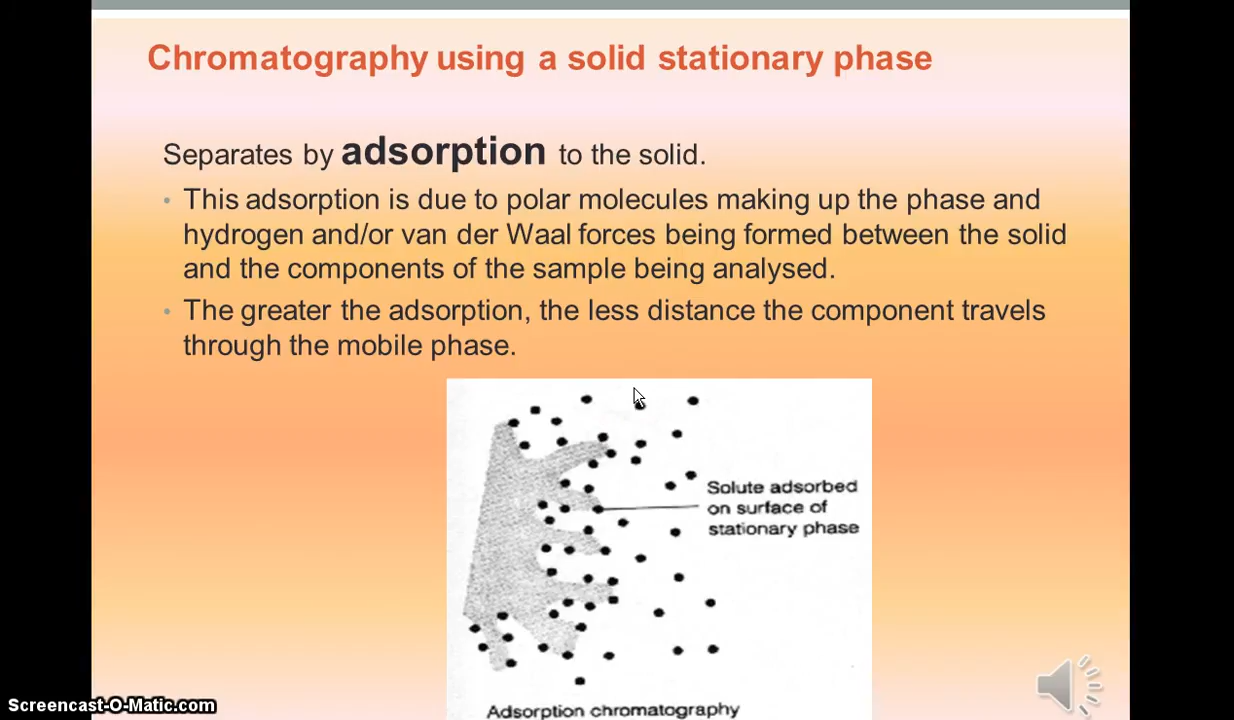 Chromatography using a solid stationary phase
Separates by adsorption to the solid.
• This adsorption is due to polar molecules making up the phase and
hydrogen and/or van der Waal forces being formed between the solid
and the components of the sample being analysed.
• The greater the adsorption, the less distance the component travels
through the mobile phase.
Solute adsorbed
on surface of
stationary phase
Adsorption chromatography
Screencast-O-Matic.com